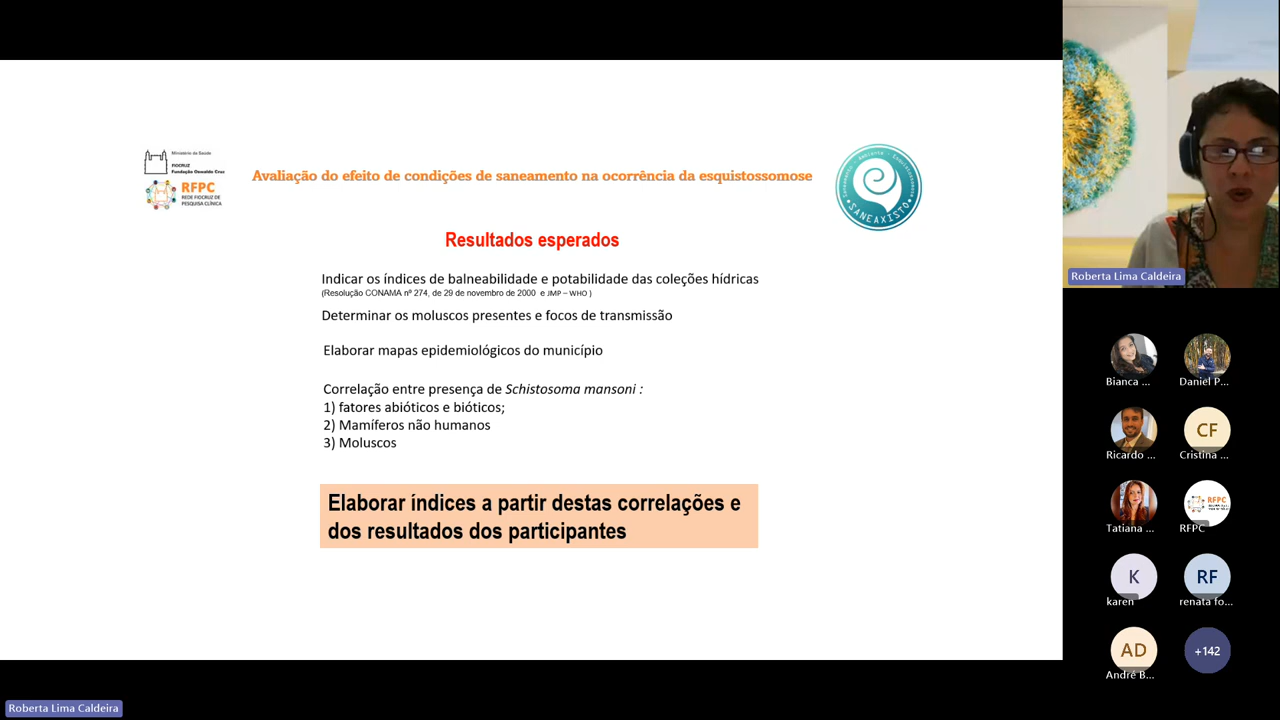 Ministério da Saúde
FIOCRUZ
Fundação Oswaldo Cruz
RFPC
REDE FIOCRUZ DE
PESQUISA CLÍNICA
Avaliação do efeito de condições de saneamento na ocorrência da esquistossomose
Saneamento - Ambiente - Esquistossomose
SANEAXISTO
Resultados esperados
Indicar os índices de balneabilidade e potabilidade das coleções hídricas
(Resolução CONAMA nº 274, de 29 de novembro de 2000 e JMP – WHO )
Determinar os moluscos presentes e focos de transmissão
Elaborar mapas epidemiológicos do município
Correlação entre presença de Schistosoma mansoni :
1) fatores abióticos e bióticos;
2) Mamíferos não humanos
3) Moluscos
Elaborar índices a partir destas correlações e
dos resultados dos participantes
Roberta Lima Caldeira
Bianca ...
Daniel P...
Ricardo ...
CF
Cristina ...
Tatiana ...
RFPC
RFPC
K
karen
RF
renata fo...
AD
André B...
+142
Roberta Lima Caldeira